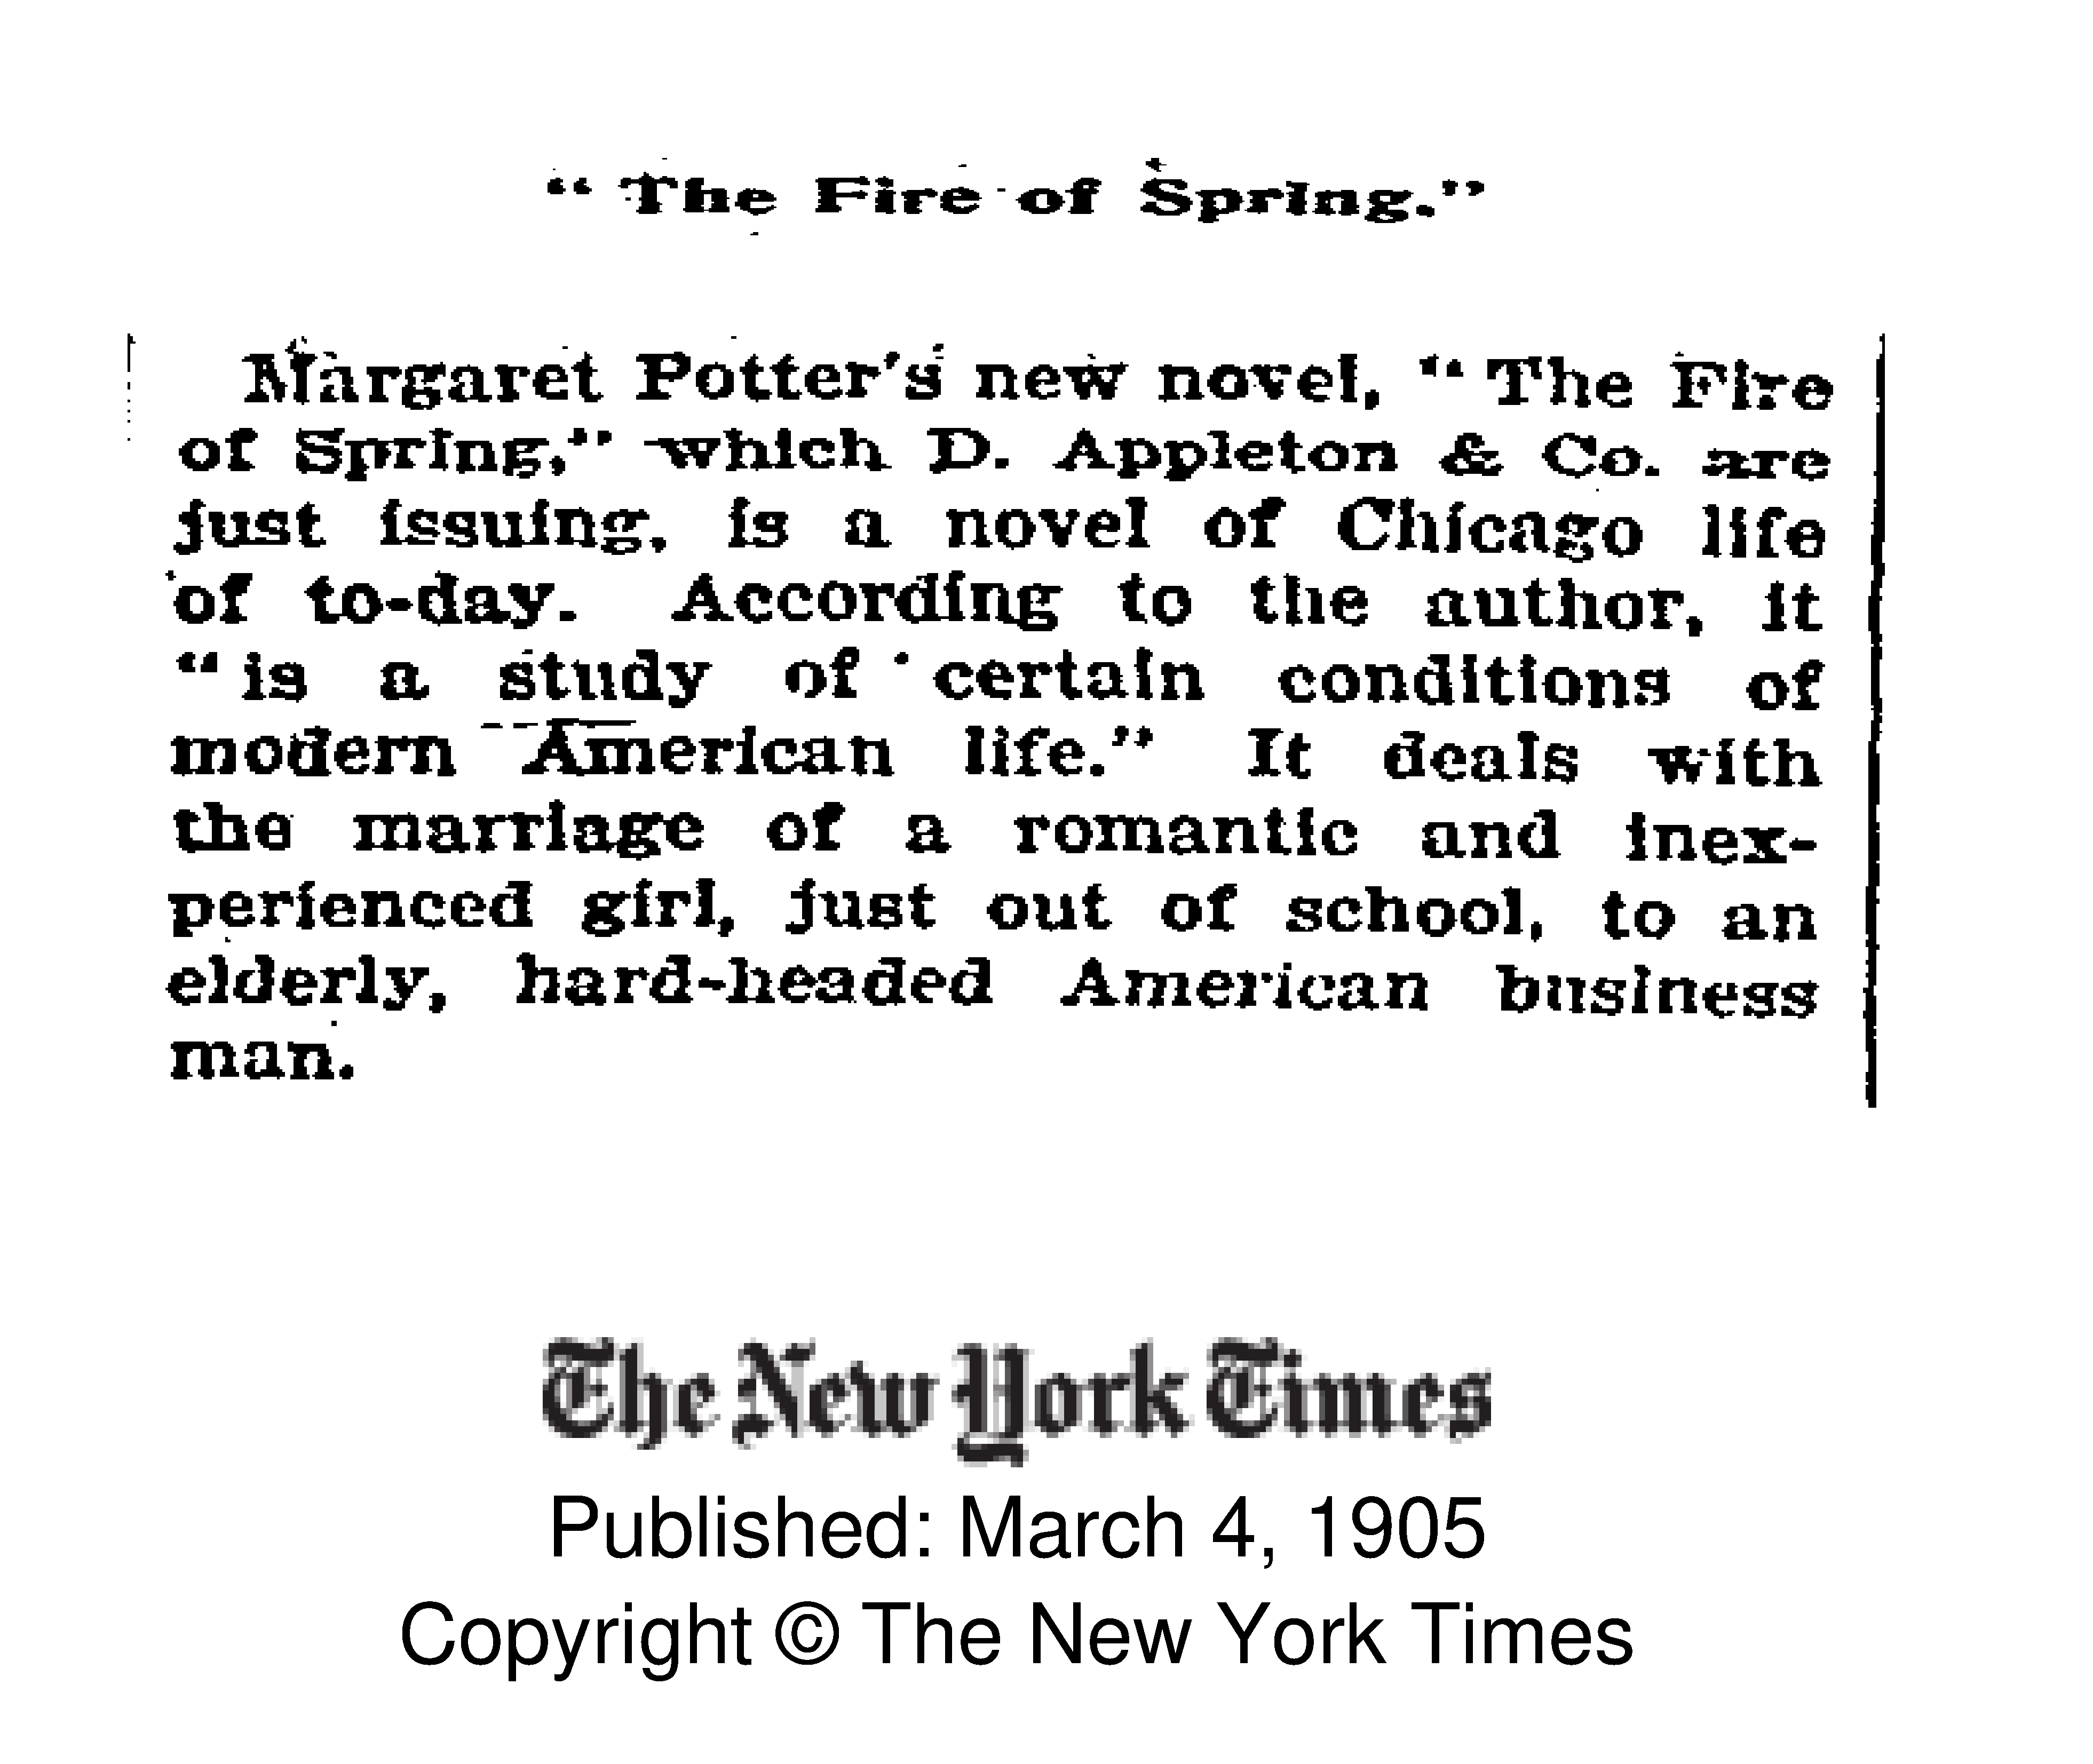 “ The Fire of Spring.”
Margaret Potter's new novel, “ The Fire
of Spring,” which D. Appleton & Co. are
just issuing, is a novel of Chicago life
of to-day. According to the author, it
“ is a study of certain conditions of
modern American life.” It deals with
the marriage of a romantic and inex-
perienced girl, just out of school, to an
elderly, hard-headed American business
man.
The New York Times
Published: March 4, 1905
Copyright © The New York Times